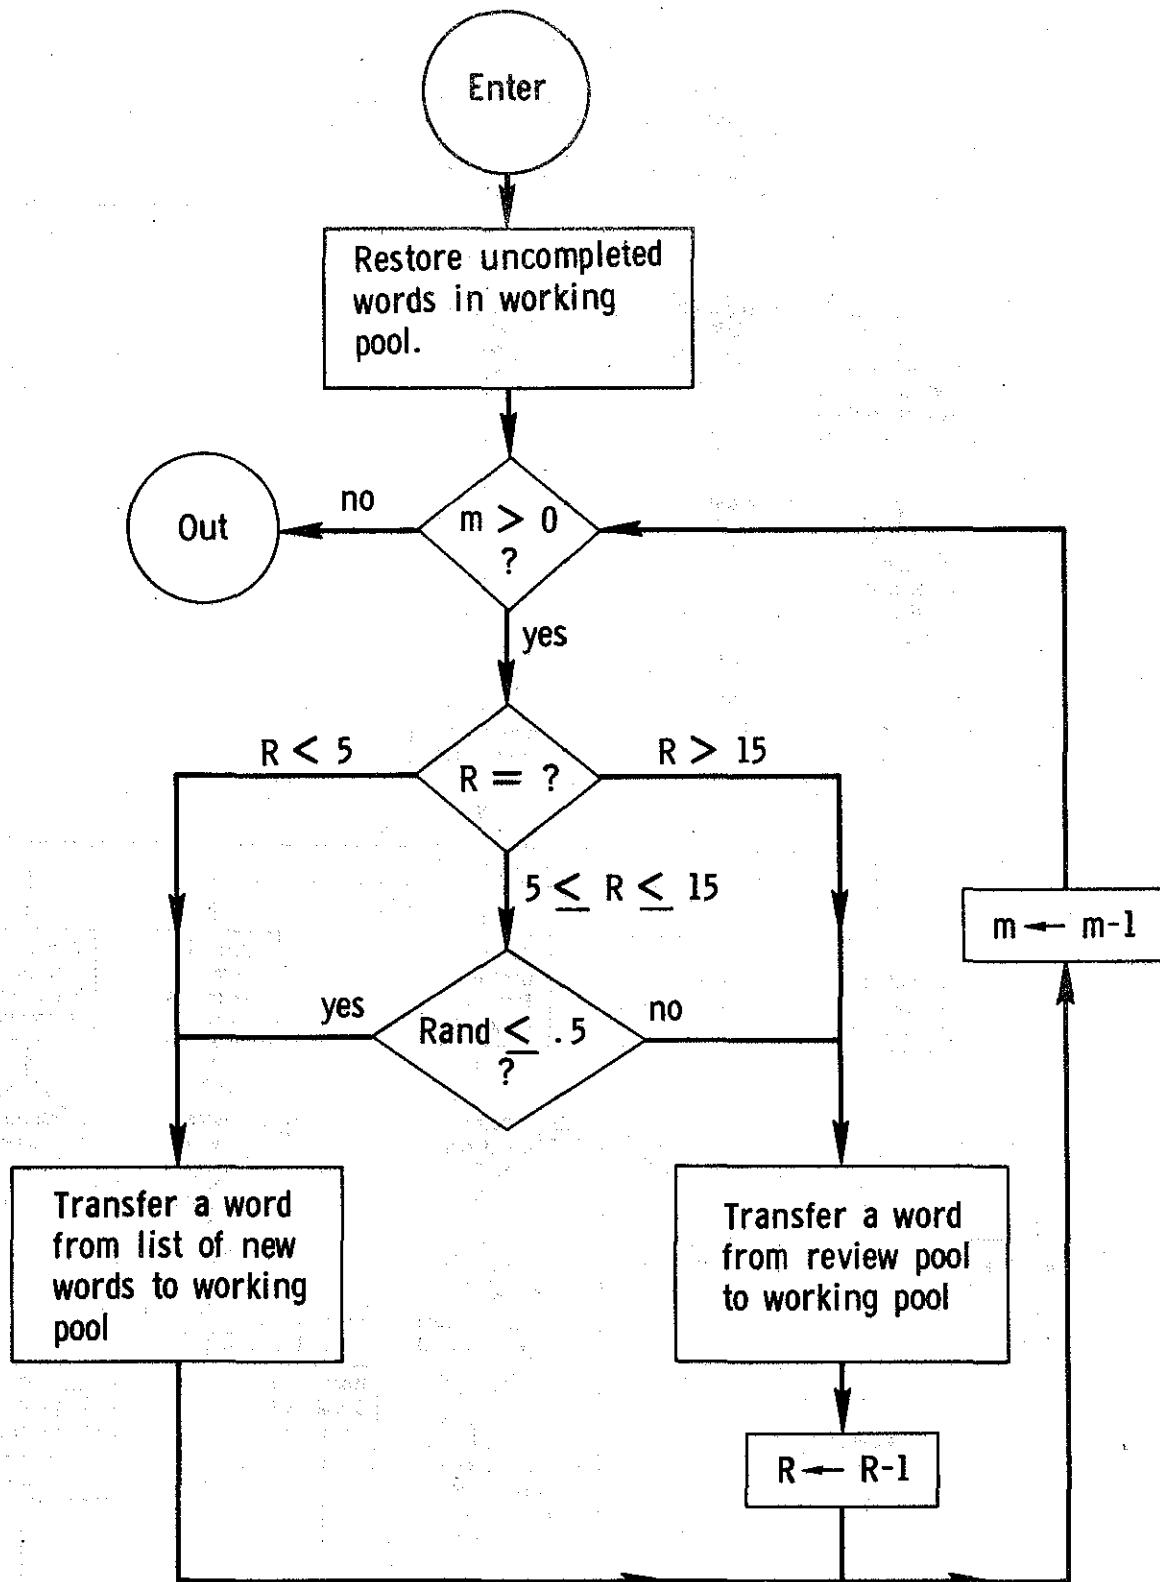 Enter
Restore uncompleted
words in working
pool.
no
Out
m > 0
?
yes
R < 5
R = ?
R > 15
5 ≤ R ≤ 15
m ← m-1
yes
Rand ≤ .5
?
no
Transfer a word
from list of new
words to working
pool
Transfer a word
from review pool
to working pool
R ← R-1